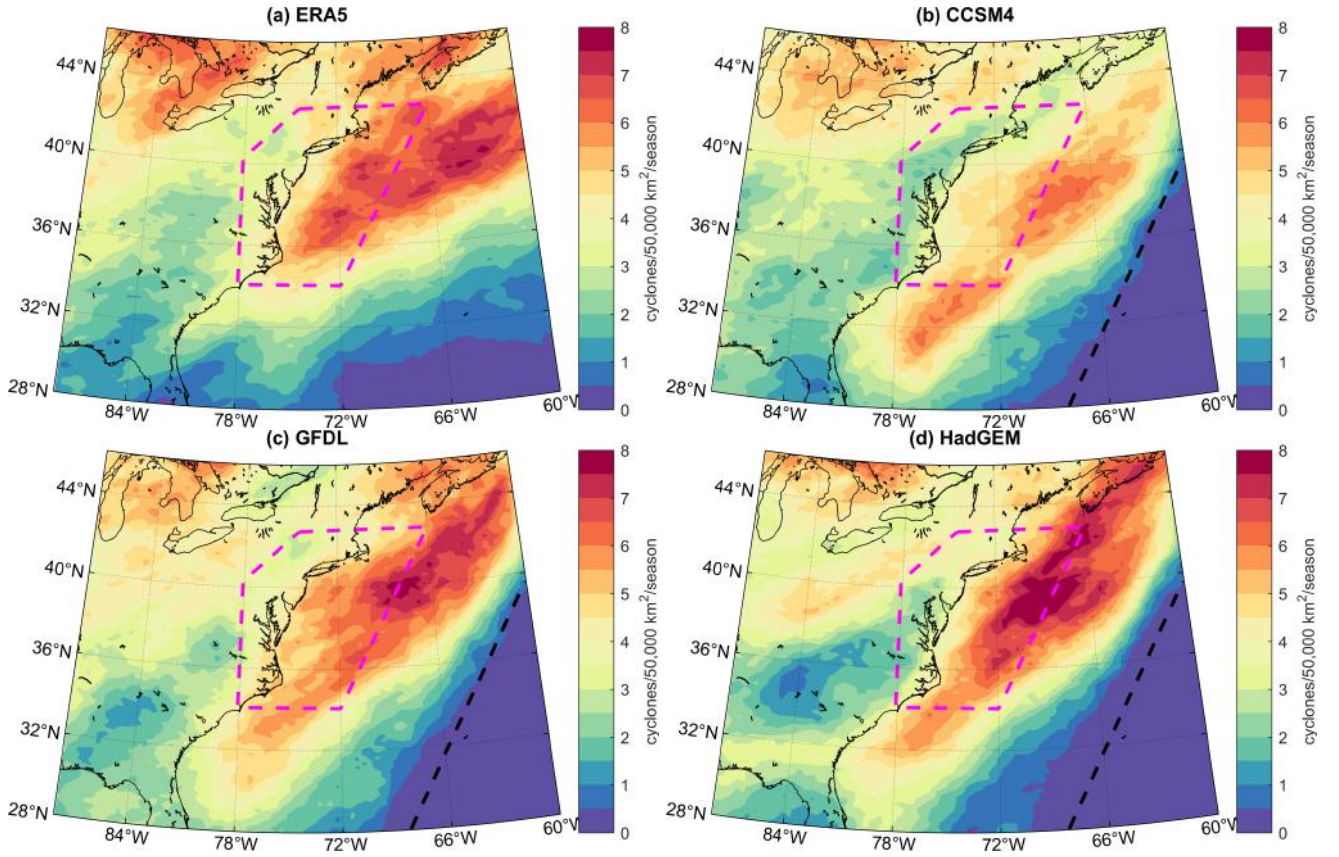 (a) ERA5
(b) CCSM4
44°N
40°N
36°N
32°N
28°N
84°W
78°W
72°W
66°W
60°W
8
7
6
5
4
3
2
1
0
cyclones/50,000 km²/season
44°N
40°N
36°N
32°N
28°N
84°W
78°W
72°W
66°W
60°W
8
7
6
5
4
3
2
1
0
cyclones/50,000 km²/season
(c) GFDL
(d) HadGEM
44°N
40°N
36°N
32°N
28°N
84°W
78°W
72°W
66°W
60°W
8
7
6
5
4
3
2
1
0
cyclones/50,000 km²/season
44°N
40°N
36°N
32°N
28°N
84°W
78°W
72°W
66°W
60°W
8
7
6
5
4
3
2
1
0
cyclones/50,000 km²/season